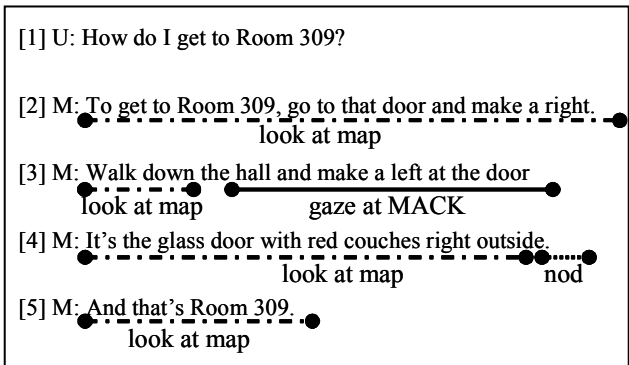 [1] U: How do I get to Room 309?
[2] M: To get to Room 309, go to that door and make a right.
look at map
[3] M: Walk down the hall and make a left at the door
look at map gaze at MACK
[4] M: It's the glass door with red couches right outside.
look at map nod
[5] M: And that's Room 309.
look at map